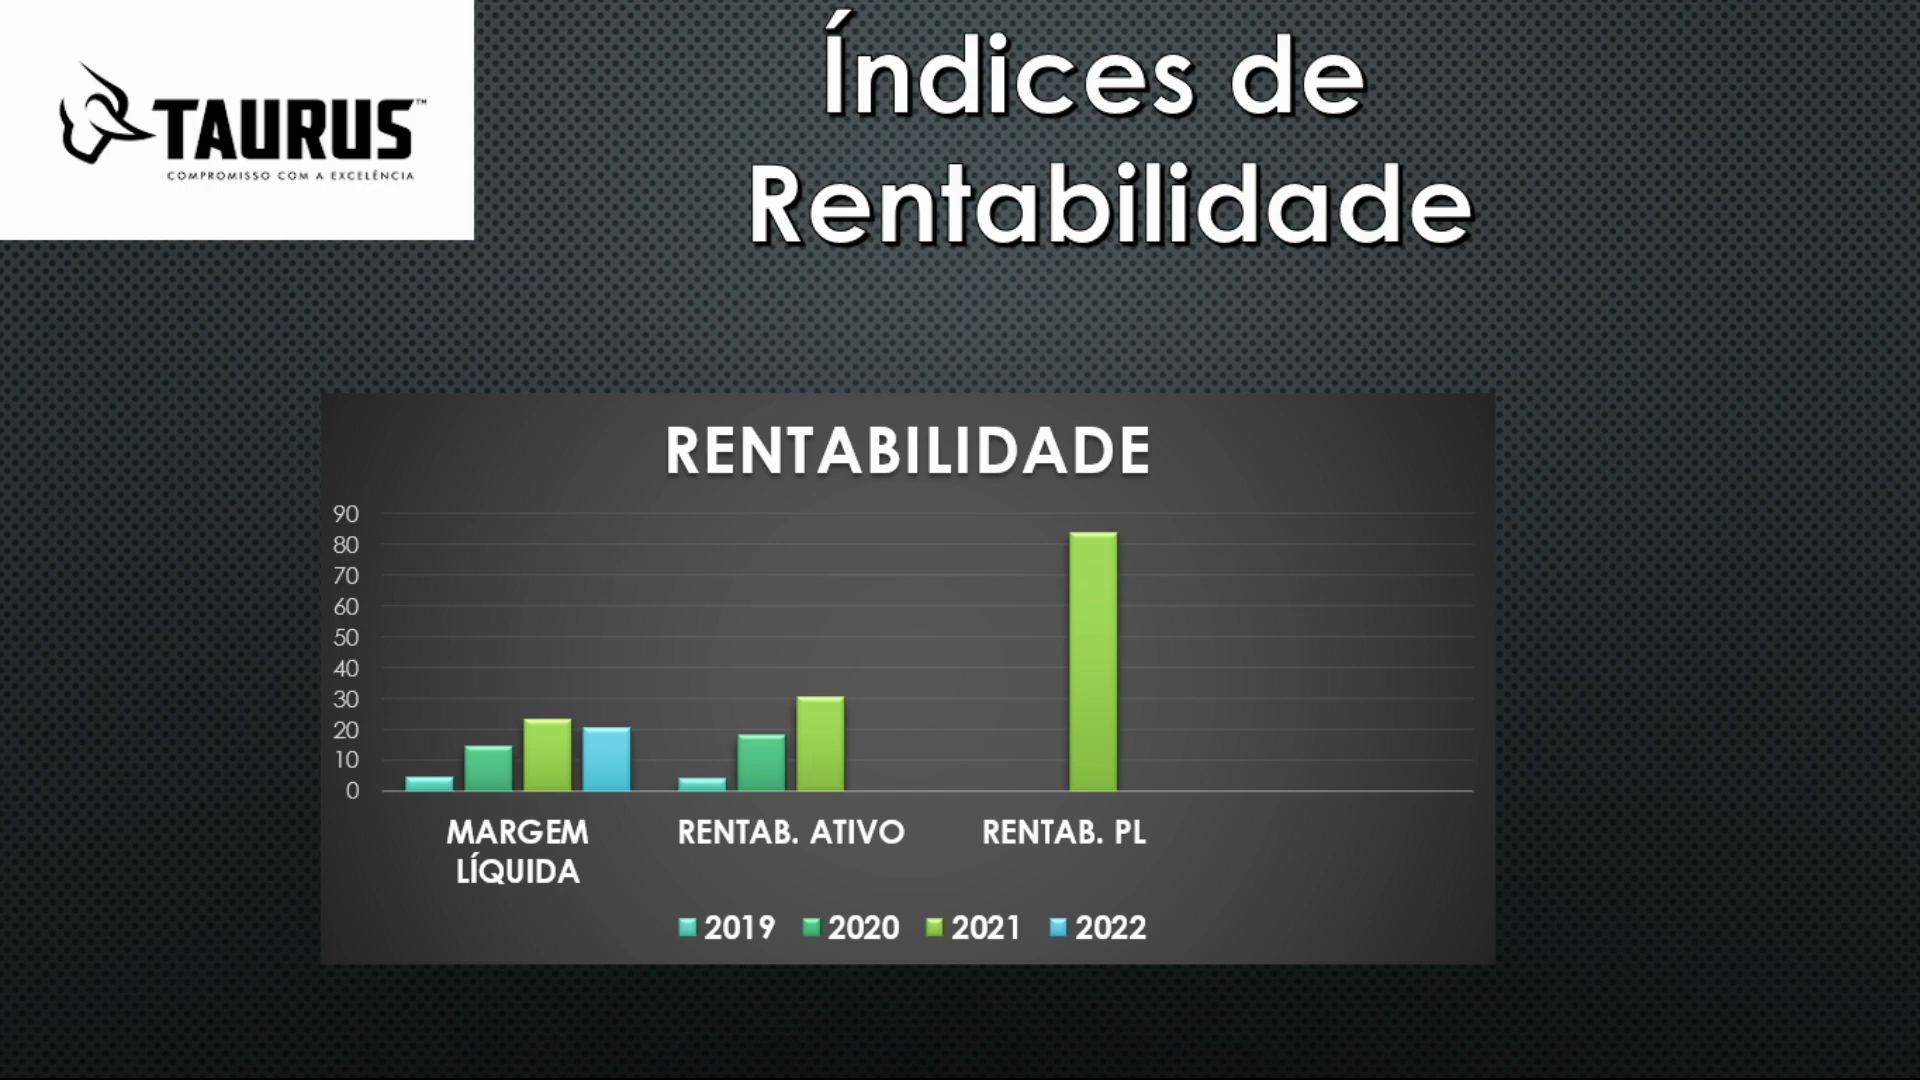 TAURUS™
COMPROMISSO COM A EXCELÊNCIA
Índices de
Rentabilidade
RENTABILIDADE
90
80
70
60
50
40
30
20
10
0
MARGEM
LÍQUIDA
RENTAB. ATIVO
RENTAB. PL
2019 2020 2021 2022